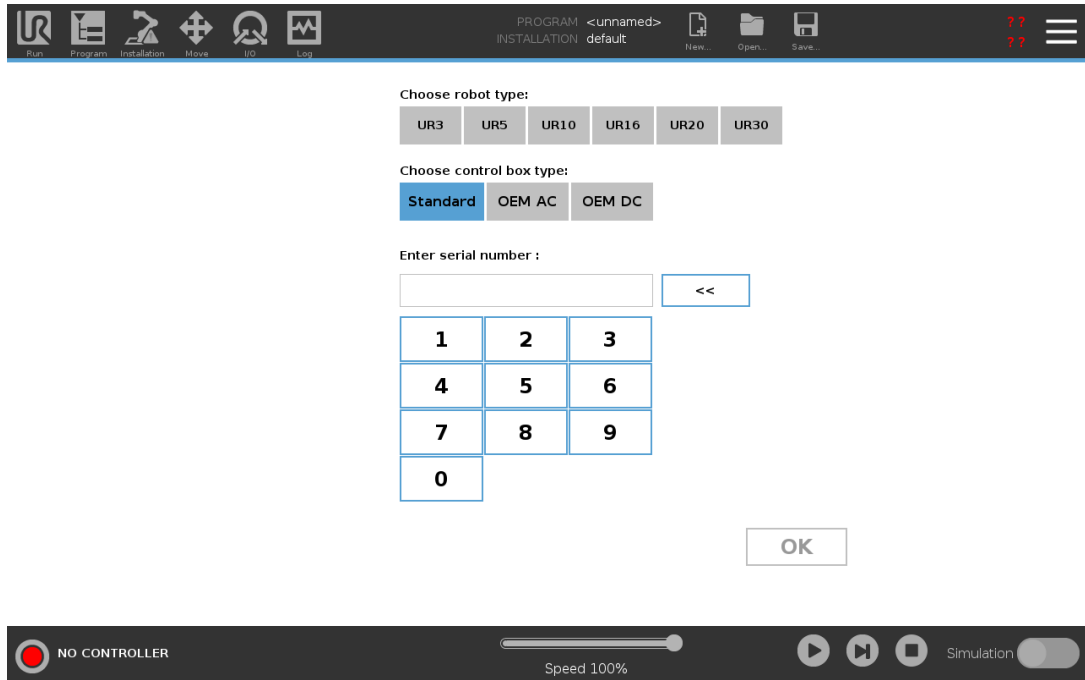 PROGRAM <unnamed>
INSTALLATION default
? ?
? ?
Run Program Installation Move I/O Log New... Open... Save...
Choose robot type:
UR3 UR5 UR10 UR16 UR20 UR30
Choose control box type:
Standard OEM AC OEM DC
Enter serial number :
<<
1 2 3
4 5 6
7 8 9
0
OK
NO CONTROLLER
Speed 100%
Simulation